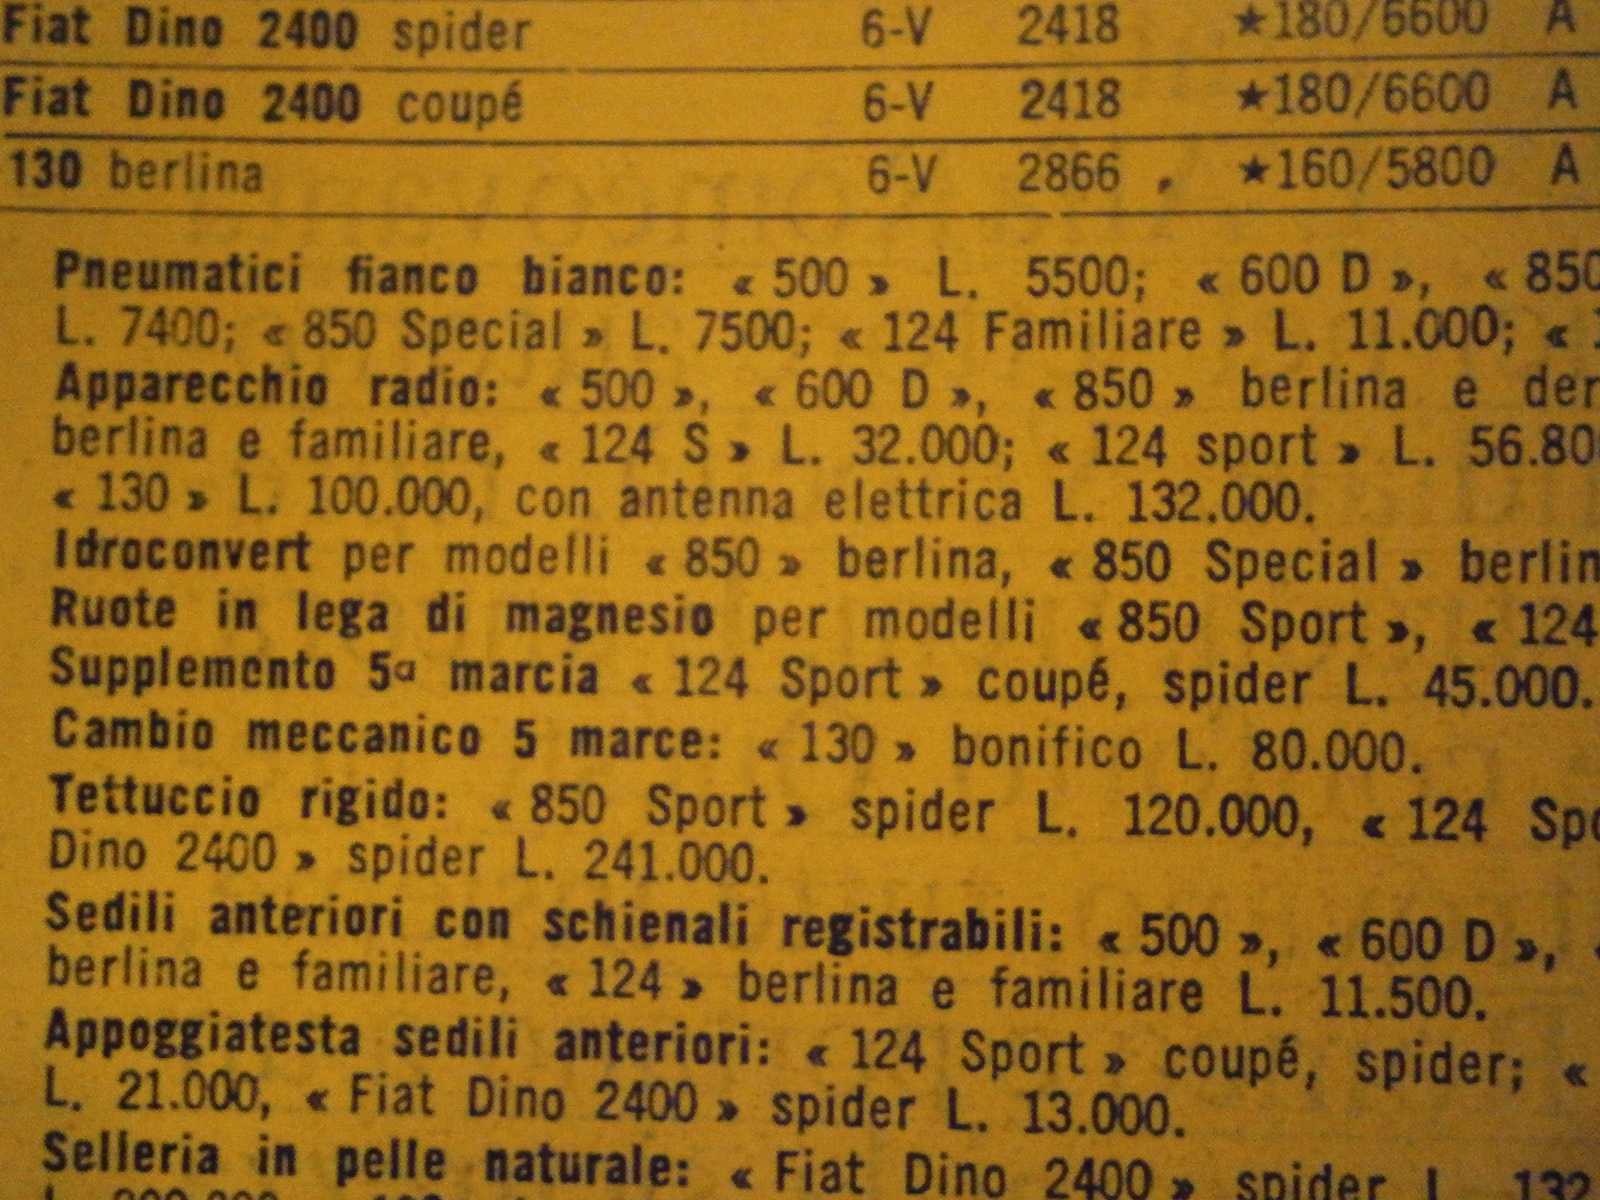 Fiat Dino 2400 spider 6-V 2418 ★180/6600 A
Fiat Dino 2400 coupé 6-V 2418 ★180/6600 A
130 berlina 6-V 2866 ★160/5800 A
Pneumatici fianco bianco: « 500 » L. 5500; « 600 D », « 850
L. 7400; « 850 Special » L. 7500; « 124 Familiare » L. 11.000; «
Apparecchio radio: « 500 », « 600 D », « 850 » berlina e der
berlina e familiare, « 124 S » L. 32.000; « 124 sport » L. 56.80
« 130 » L. 100.000, con antenna elettrica L. 132.000.
Idroconvert per modelli « 850 » berlina, « 850 Special » berlin
Ruote in lega di magnesio per modelli « 850 Sport », « 124
Supplemento 5a marcia « 124 Sport » coupé, spider L. 45.000.
Cambio meccanico 5 marce: « 130 » bonifico L. 80.000.
Tettuccio rigido: « 850 Sport » spider L. 120.000, « 124 Spo
Dino 2400 » spider L. 241.000.
Sedili anteriori con schienali registrabili: « 500 », « 600 D », «
berlina e familiare, « 124 » berlina e familiare L. 11.500.
Appoggiatesta sedili anteriori: « 124 Sport » coupé, spider; «
L. 21.000, « Fiat Dino 2400 » spider L. 13.000.
Selleria in pelle naturale: « Fiat Dino 2400 » spider L. 132